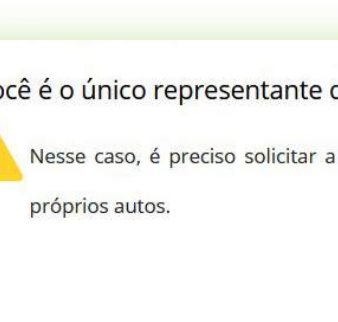 ocê é o único representante d
Nesse caso, é preciso solicitar a
próprios autos.